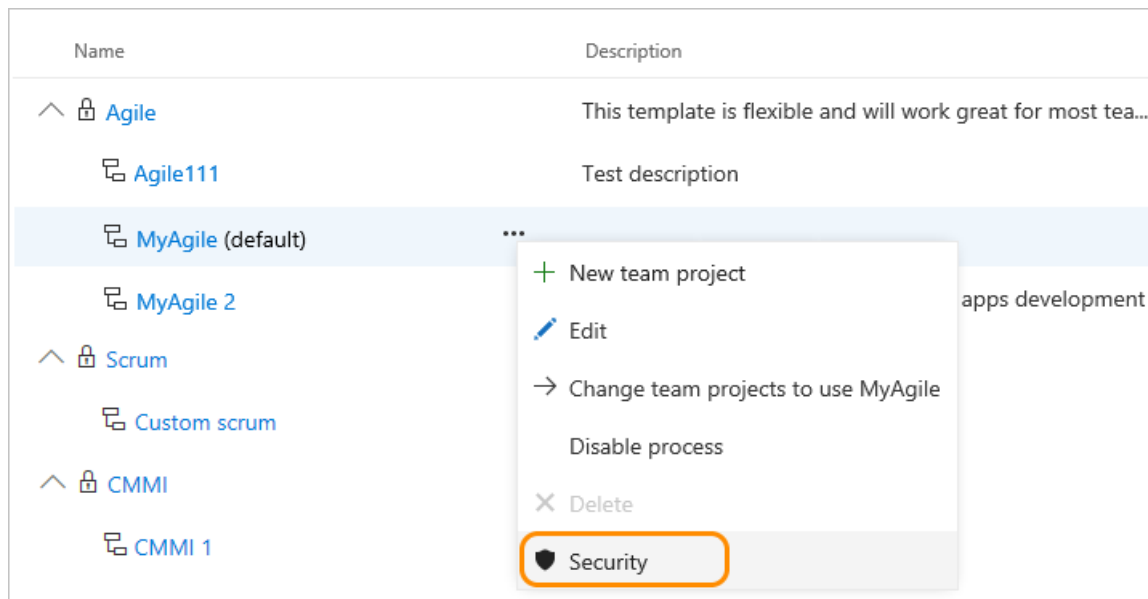 Name Description
Agile This template is flexible and will work great for most tea...
Agile111 Test description
MyAgile (default) ...
New team project
MyAgile 2 apps development
Edit
Scrum
Change team projects to use MyAgile
Custom scrum
Disable process
CMMI
Delete
CMMI 1
Security